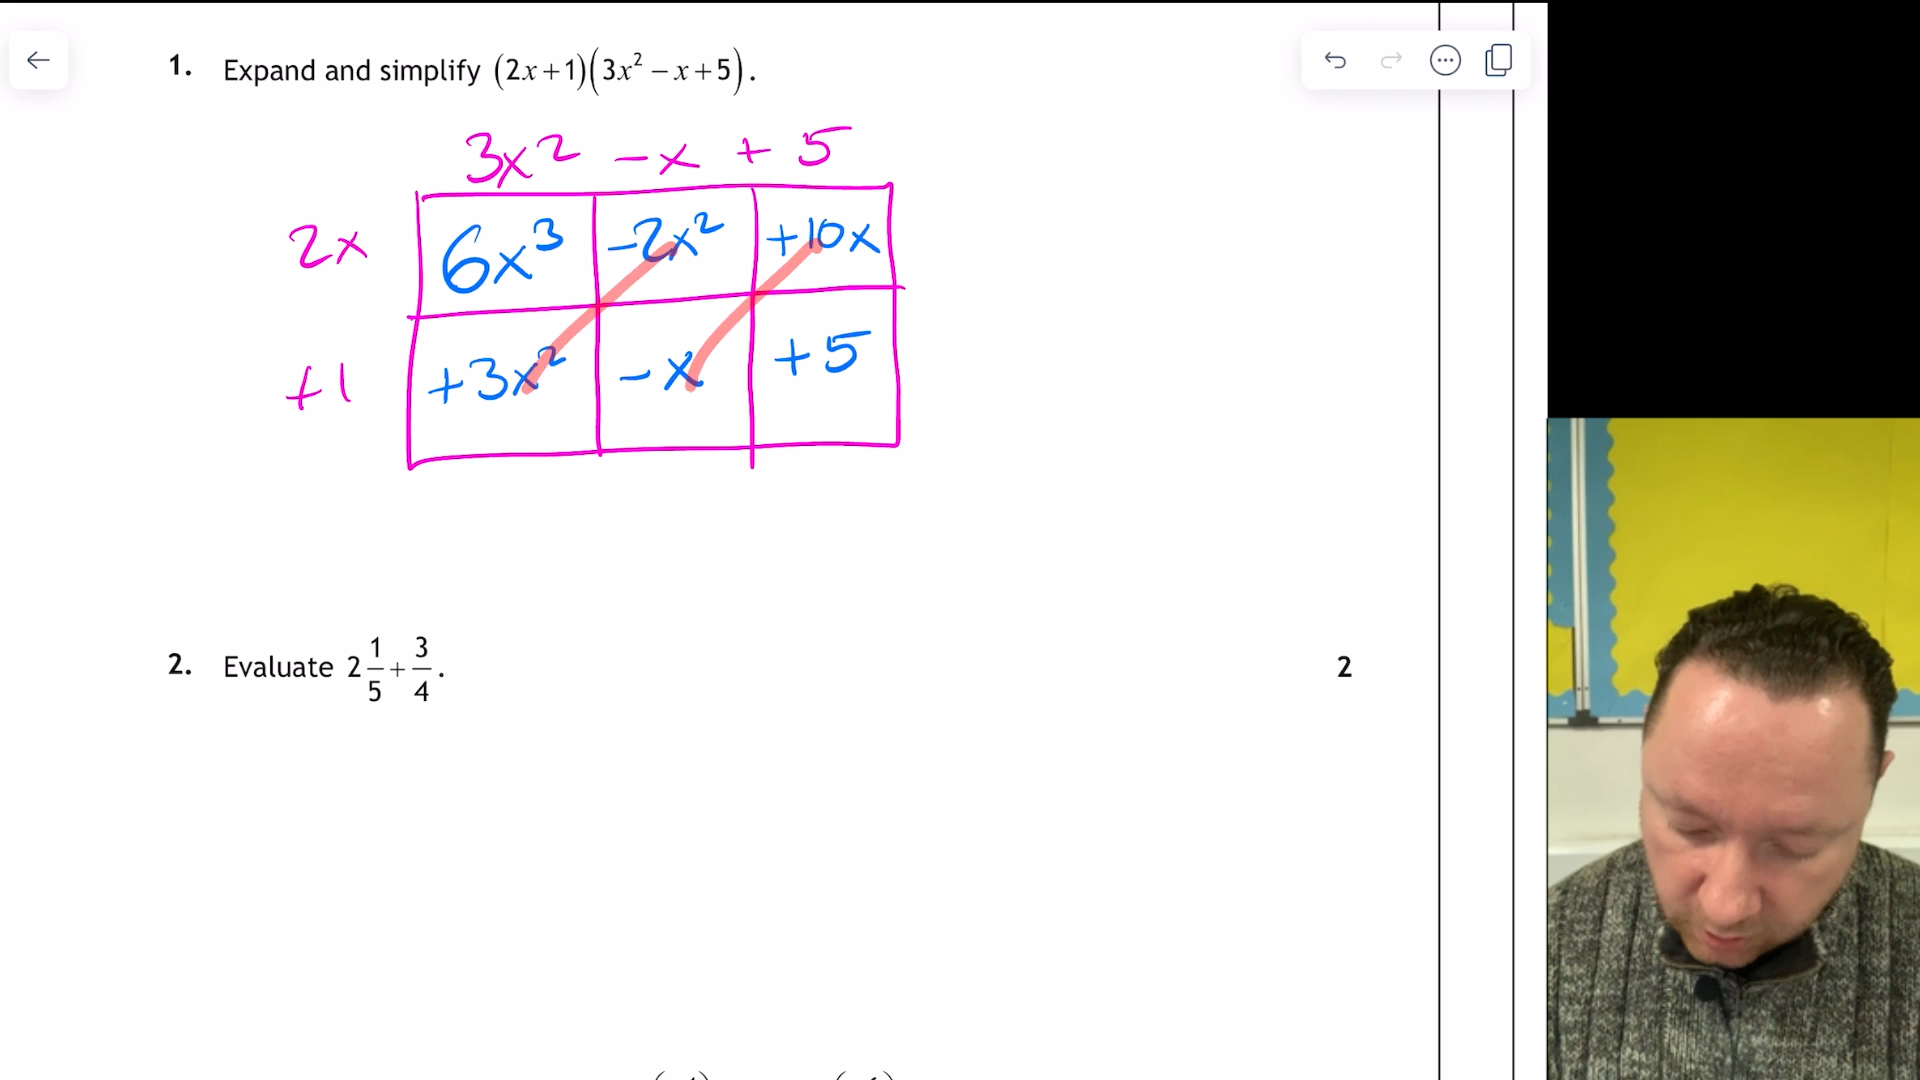 1. Expand and simplify (2x+1)(3x² − x+5).
3x² − x + 5
2x 6x³ −2x² +10x
+1 +3x² −x +5
2. Evaluate 2 1/5 + 3/4. 2